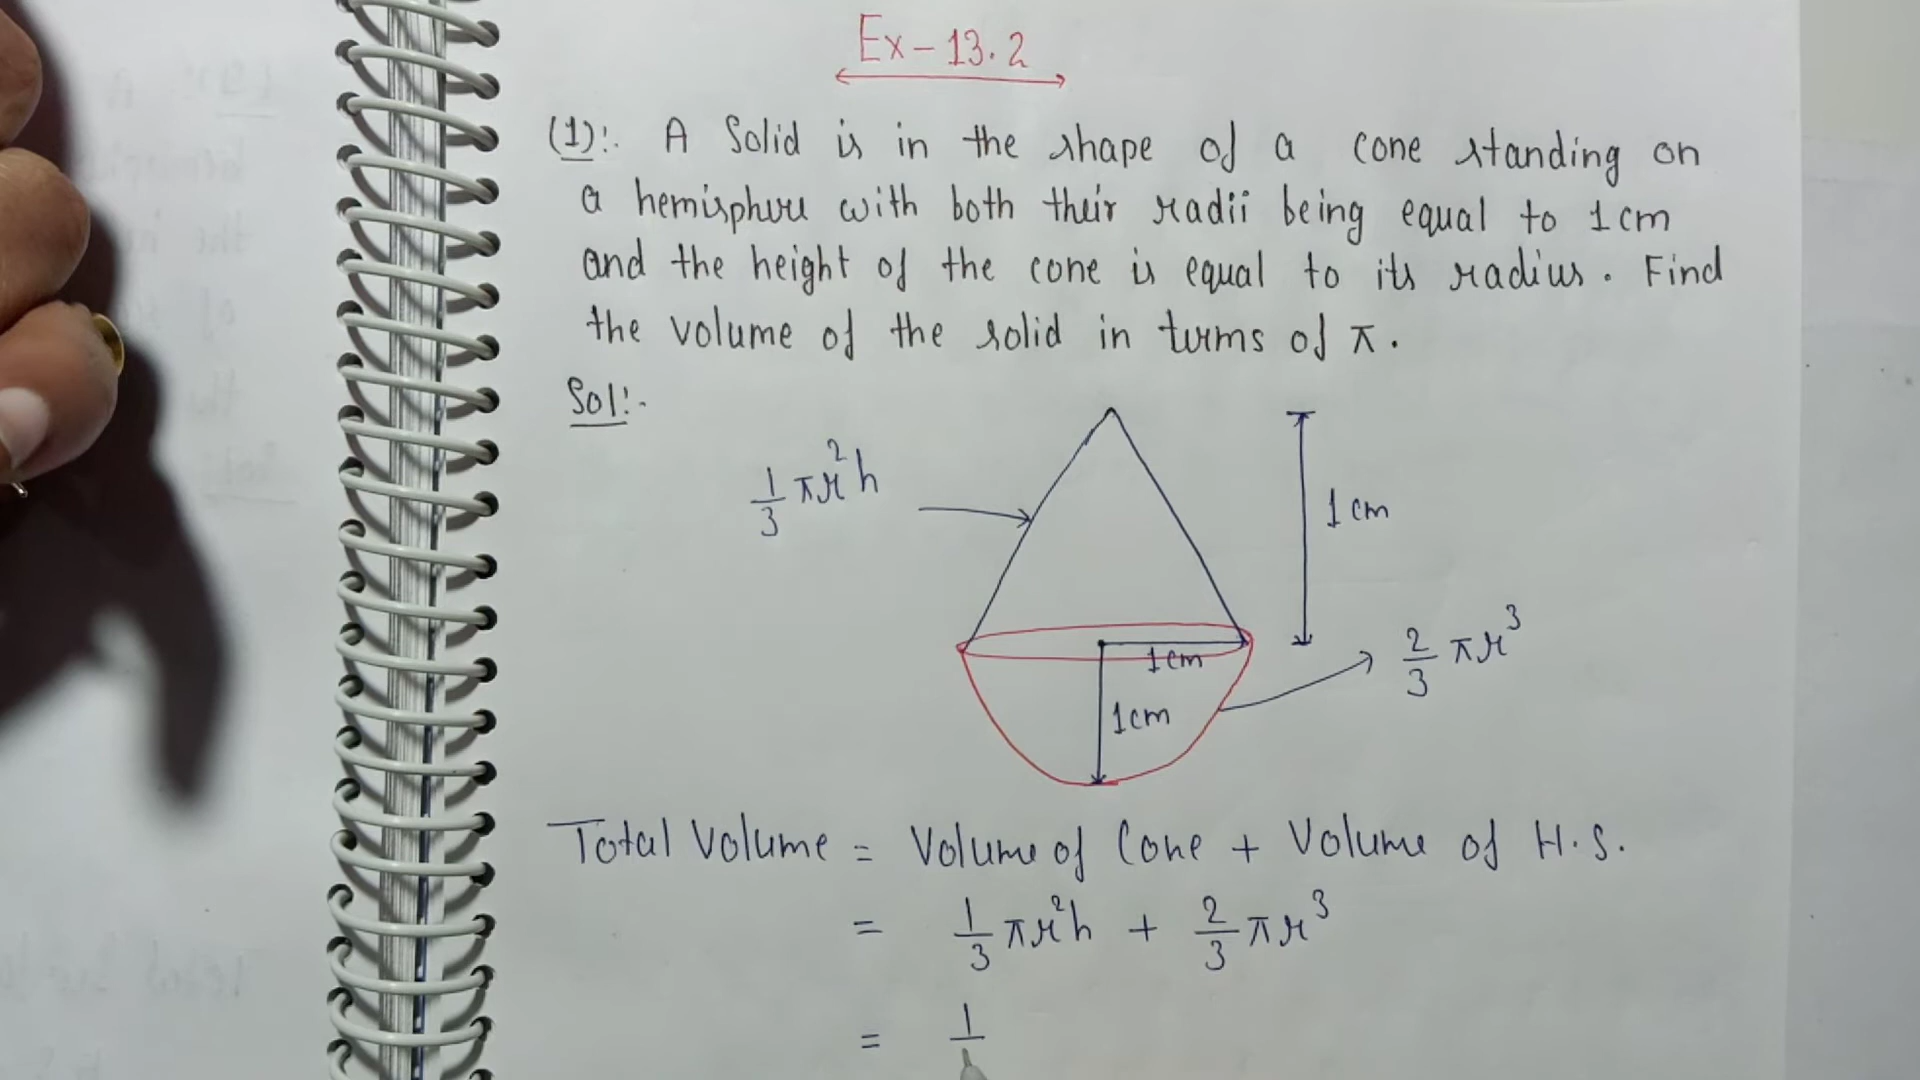 Ex-13.2
(1):. A Solid is in the shape of a cone standing on
a hemisphere with both their radii being equal to 1cm
and the height of the cone is equal to its radius. Find
the volume of the solid in terms of π.
Sol:-
1/3 πr²h
1cm
2/3 πr³
1cm
1cm
Total Volume = Volume of Cone + Volume of H.S.
= 1/3 πr²h + 2/3 πr³
= 1